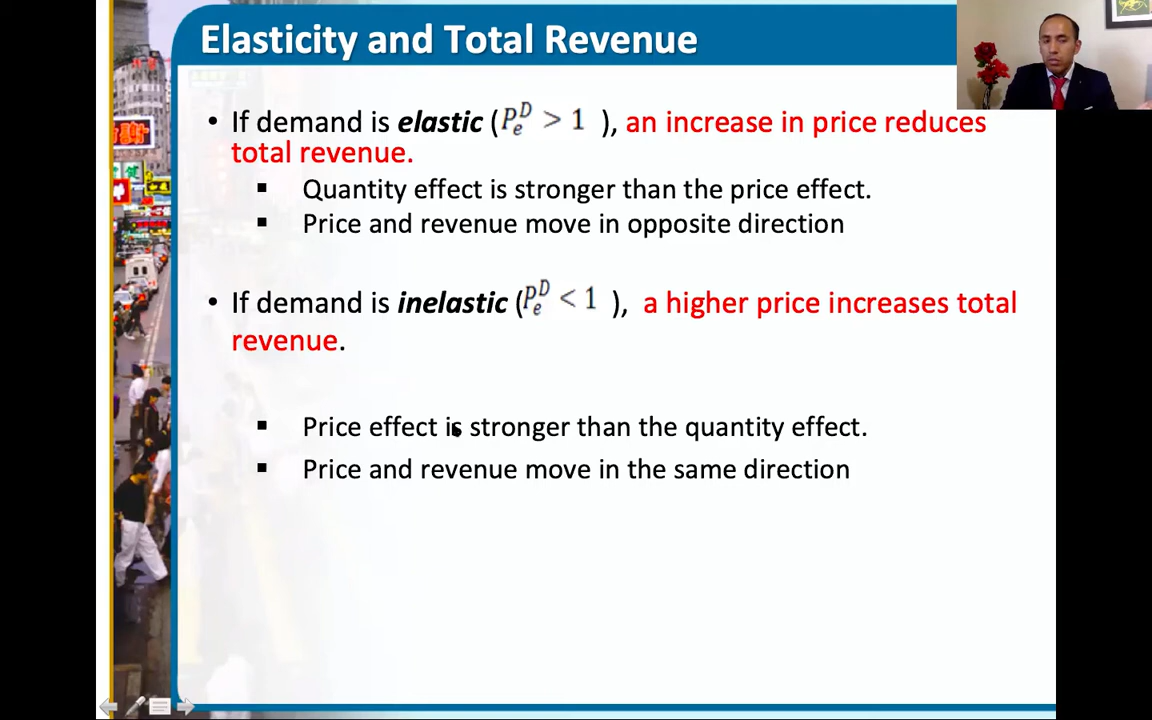 Elasticity and Total Revenue
• If demand is elastic (P_e^D > 1 ), an increase in price reduces
total revenue.
▪ Quantity effect is stronger than the price effect.
▪ Price and revenue move in opposite direction
• If demand is inelastic (P_e^D < 1 ), a higher price increases total
revenue.
▪ Price effect is stronger than the quantity effect.
▪ Price and revenue move in the same direction